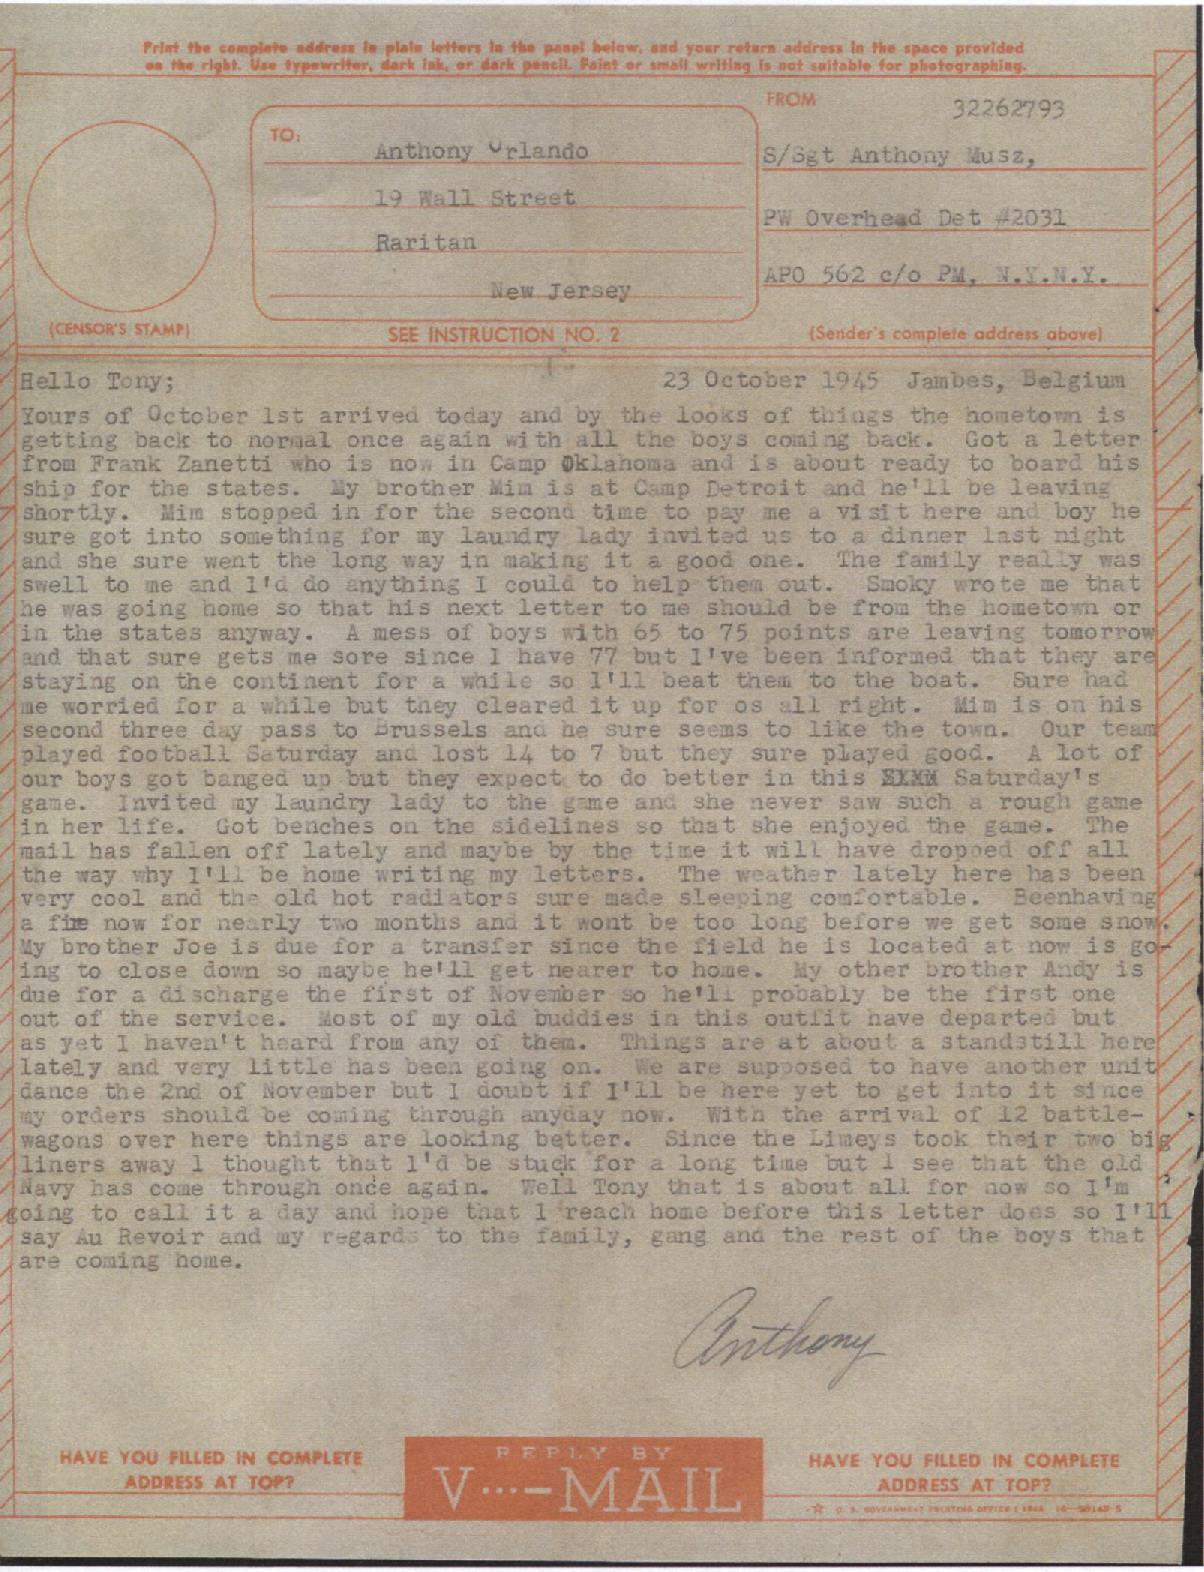 Print the complete address in plain letters in the panel below, and your return address in the space provided
on the right. Use typewriter, dark ink, or dark pencil. Faint or small writing is not suitable for photographing.
FROM
32262793
TO:
Anthony Orlando
19 Wall Street
Raritan
New Jersey
S/Sgt Anthony Musz,
PW Overhead Det #2031
APO 562 c/o PM, N.Y.N.Y.
(CENSOR'S STAMP)
SEE INSTRUCTION NO. 2
(Sender's complete address above)
Hello Tony; 23 October 1945 Jambes, Belgium
Yours of October 1st arrived today and by the looks of things the hometown is
getting back to normal once again with all the boys coming back. Got a letter
from Frank Zanetti who is now in Camp Oklahoma and is about ready to board his
ship for the states. My brother Mim is at Camp Detroit and he'll be leaving
shortly. Mim stopped in for the second time to pay me a visit here and boy he
sure got into something for my laundry lady invited us to a dinner last night
and she sure went the long way in making it a good one. The family really was
swell to me and I'd do anything I could to help them out. Smoky wrote me that
he was going home so that his next letter to me should be from the hometown or
in the states anyway. A mess of boys with 65 to 75 points are leaving tomorrow
and that sure gets me sore since I have 77 but I've been informed that they are
staying on the continent for a while so I'll beat them to the boat. Sure had
me worried for a while but they cleared it up for os all right. Mim is on his
second three day pass to Brussels and he sure seems to like the town. Our team
played football Saturday and lost 14 to 7 but they sure played good. A lot of
our boys got banged up but they expect to do better in this Saturday's
game. Invited my laundry lady to the game and she never saw such a rough game
in her life. Got benches on the sidelines so that she enjoyed the game. The
mail has fallen off lately and maybe by the time it will have dropped off all
the way why I'll be home writing my letters. The weather lately here has been
very cool and the old hot radiators sure made sleeping comfortable. Beenhaving
a fire now for nearly two months and it wont be too long before we get some snow.
My brother Joe is due for a transfer since the field he is located at now is go-
ing to close down so maybe he'll get nearer to home. My other brother Andy is
due for a discharge the first of November so he'll probably be the first one
out of the service. Most of my old buddies in this outfit have departed but
as yet I haven't heard from any of them. Things are at about a standstill here
lately and very little has been going on. We are supposed to have another unit
dance the 2nd of November but I doubt if I'll be here yet to get into it since
my orders should be coming through anyday now. With the arrival of 12 battle-
wagons over here things are looking better. Since the Limeys took their two big
liners away I thought that I'd be stuck for a long time but I see that the old
Navy has come through once again. Well Tony that is about all for now so I'm
going to call it a day and hope that I reach home before this letter does so I'll
say Au Revoir and my regards to the family, gang and the rest of the boys that
are coming home.
Anthony
HAVE YOU FILLED IN COMPLETE
ADDRESS AT TOP?
REPLY BY
V···—MAIL
HAVE YOU FILLED IN COMPLETE
ADDRESS AT TOP?
U. S. GOVERNMENT PRINTING OFFICE